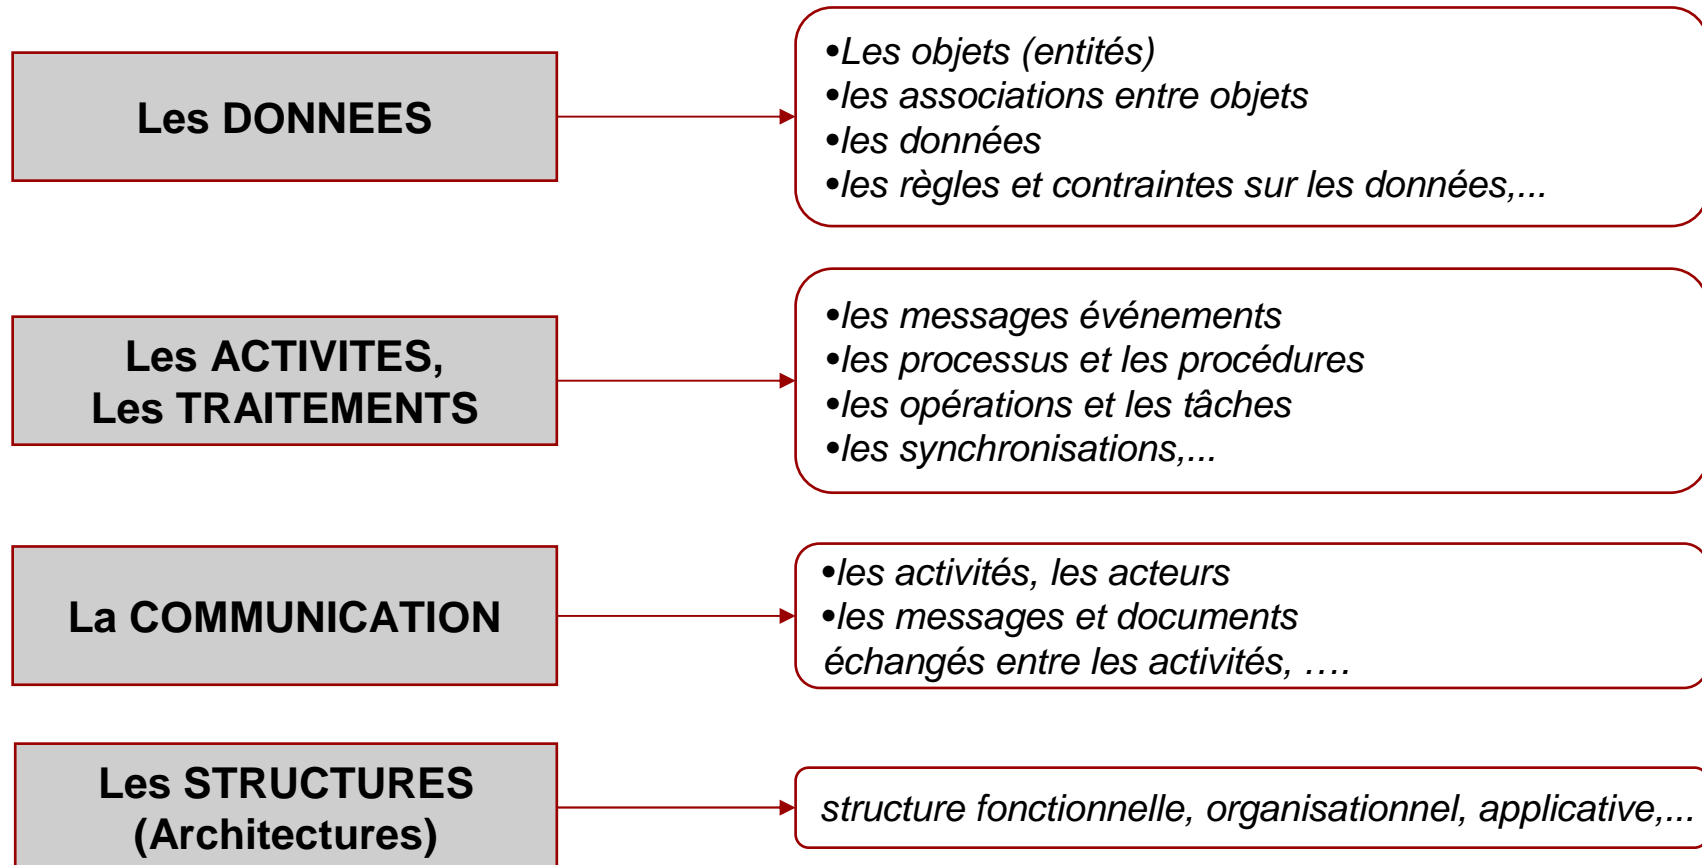 Les DONNEES
•Les objets (entités)
•les associations entre objets
•les données
•les règles et contraintes sur les données,...
Les ACTIVITES,
Les TRAITEMENTS
•les messages événements
•les processus et les procédures
•les opérations et les tâches
•les synchronisations,...
La COMMUNICATION
•les activités, les acteurs
•les messages et documents
échangés entre les activités, ….
Les STRUCTURES
(Architectures)
structure fonctionnelle, organisationnel, applicative,...